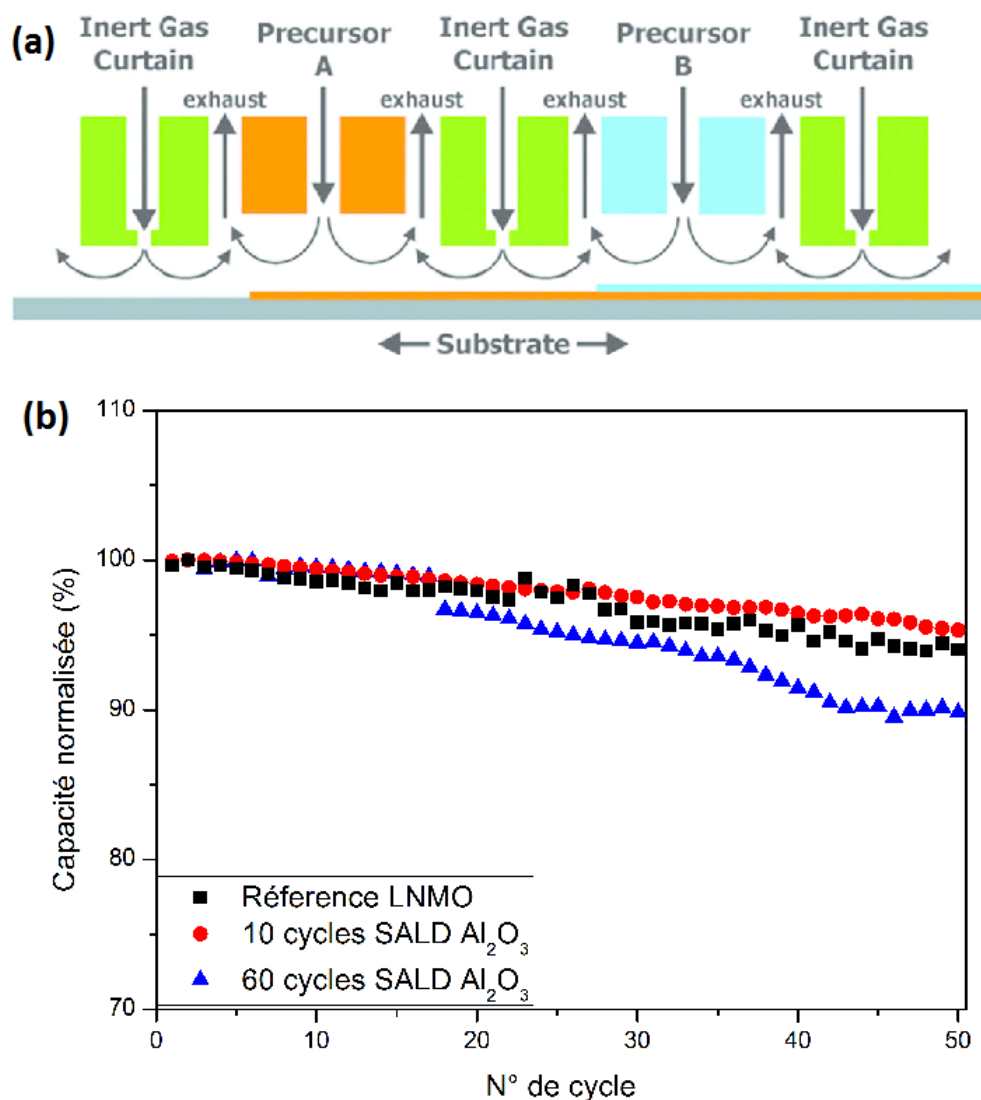 (a)
Inert Gas
Curtain
Precursor
A
Inert Gas
Curtain
Precursor
B
Inert Gas
Curtain
exhaust
exhaust
exhaust
exhaust
Substrate
(b)
110
100
90
80
70
Capacité normalisée (%)
Réference LNMO
10 cycles SALD Al₂O₃
60 cycles SALD Al₂O₃
0
10
20
30
40
50
N° de cycle